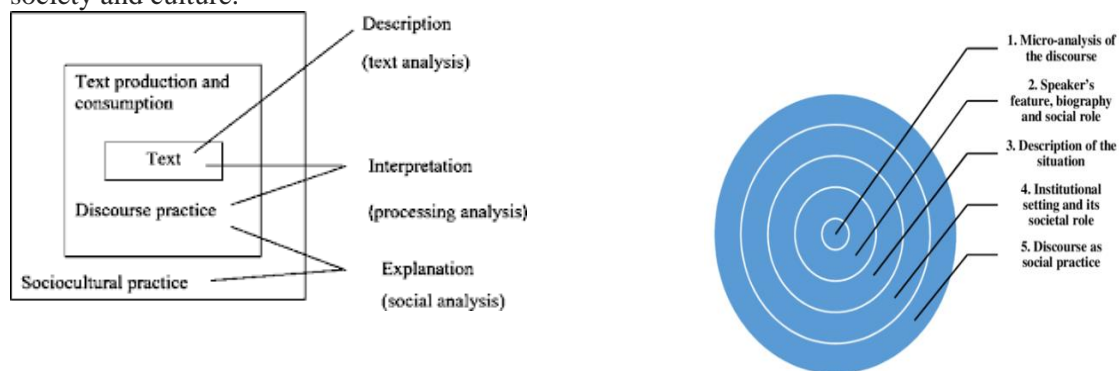 society and culture.
Description
(text analysis)
Text production and
consumption
Text
Interpretation
(processing analysis)
Discourse practice
Explanation
(social analysis)
Sociocultural practice
1. Micro-analysis of
the discourse
2. Speaker's
feature, biography
and social role
3. Description of the
situation
4. Institutional
setting and its
societal role
5. Discourse as
social practice